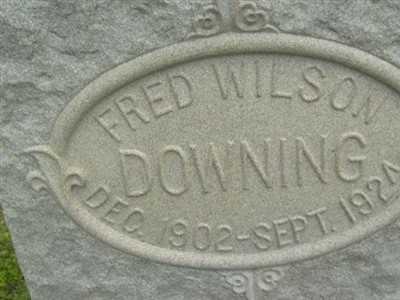 FRED WILSON
DOWNING
DEC. 1902-SEPT. 1924